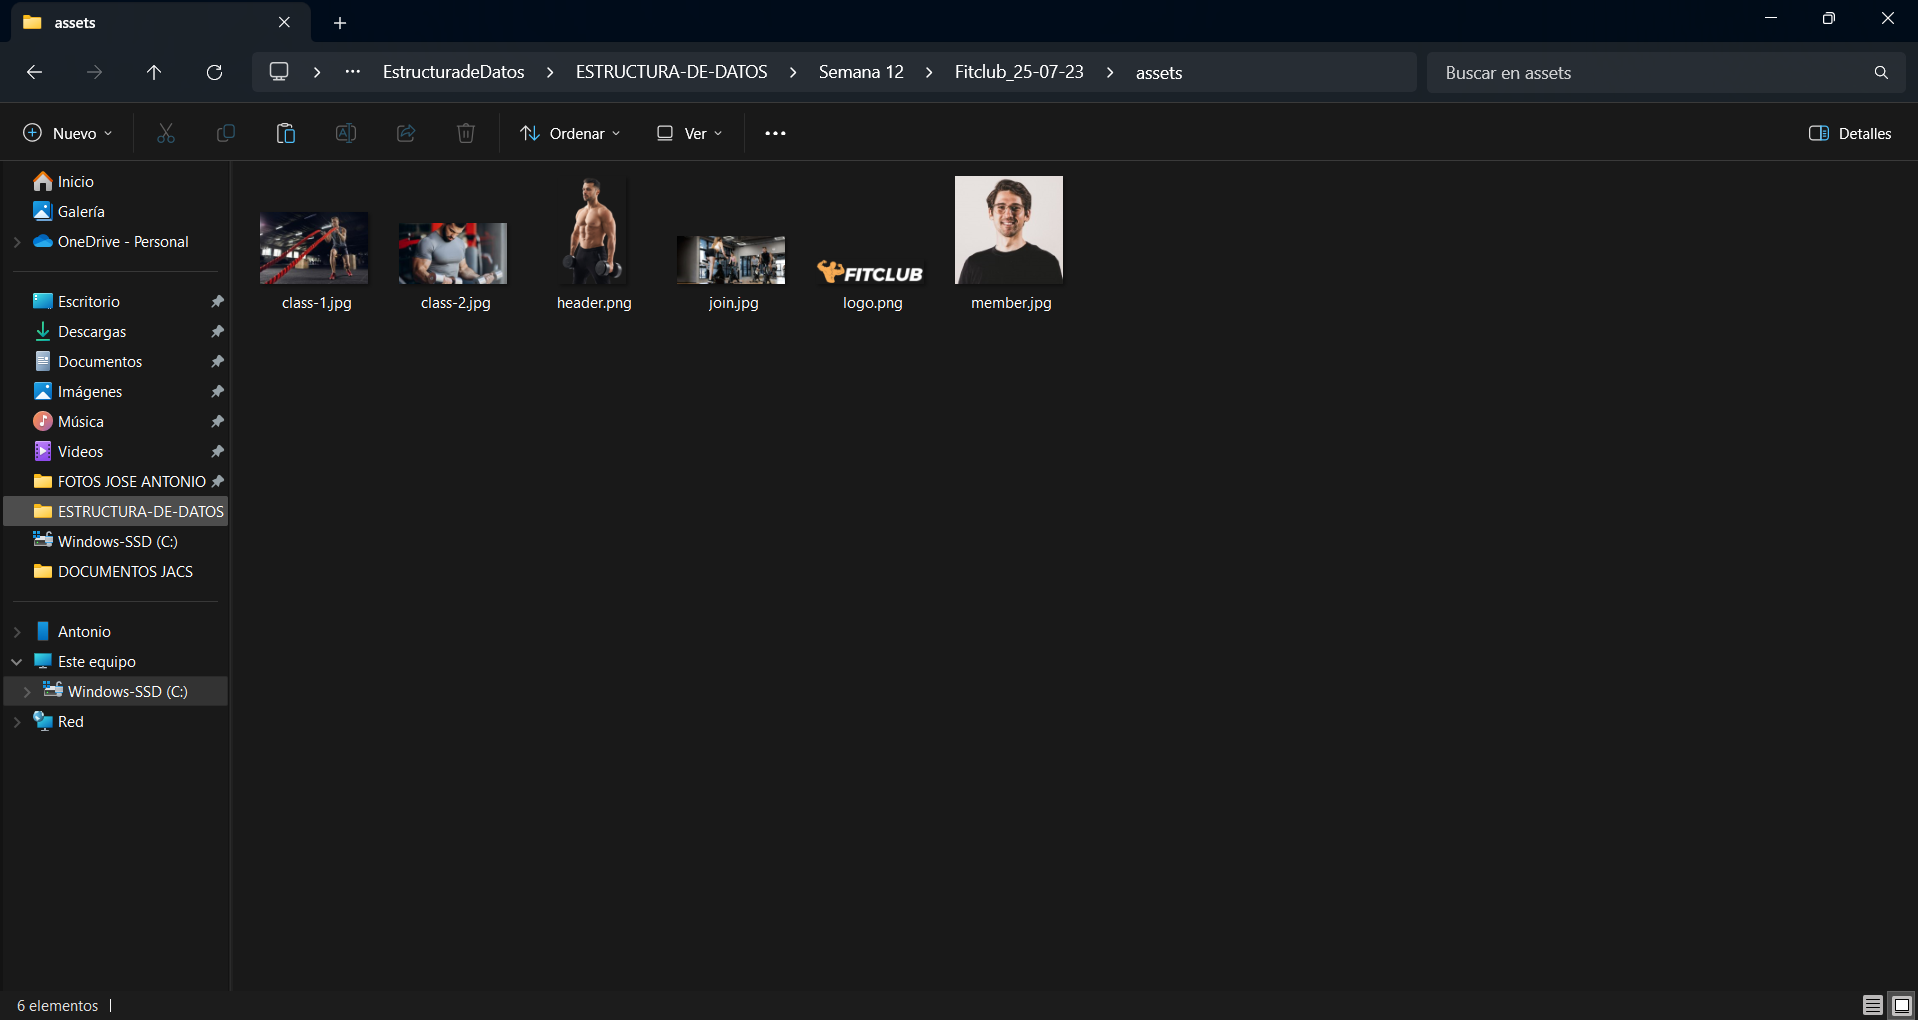 assets
EstructuradeDatos
ESTRUCTURA-DE-DATOS
Semana 12
Fitclub_25-07-23
assets
Buscar en assets
Nuevo
Ordenar
Ver
Detalles
Inicio
Galería
OneDrive - Personal
Escritorio
Descargas
Documentos
Imágenes
Música
Videos
FOTOS JOSE ANTONIO
ESTRUCTURA-DE-DATOS
Windows-SSD (C:)
DOCUMENTOS JACS
Antonio
Este equipo
Windows-SSD (C:)
Red
FITCLUB
class-1.jpg
class-2.jpg
header.png
join.jpg
logo.png
member.jpg
6 elementos